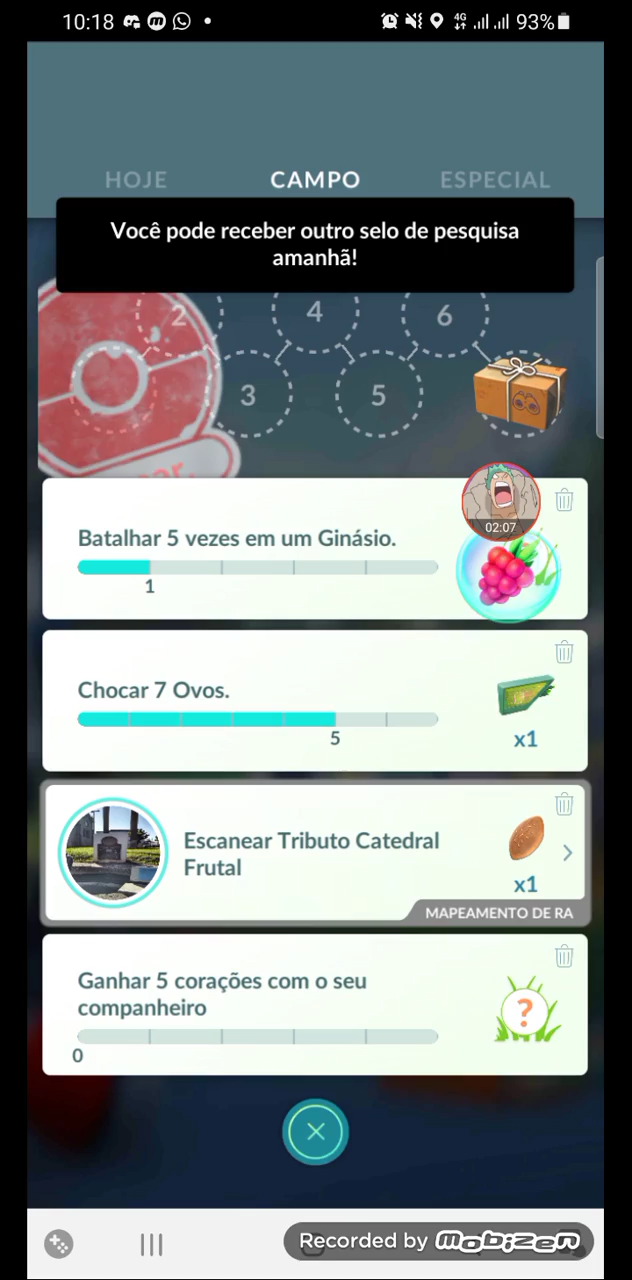 10:18
4G
93%
HOJE
CAMPO
ESPECIAL
Você pode receber outro selo de pesquisa
amanhã!
2
4
6
3
5
02:07
Batalhar 5 vezes em um Ginásio.
1
Chocar 7 Ovos.
5
x1
Escanear Tributo Catedral
Frutal
x1
MAPEAMENTO DE RA
Ganhar 5 corações com o seu
companheiro
0
?
Recorded by mobizen